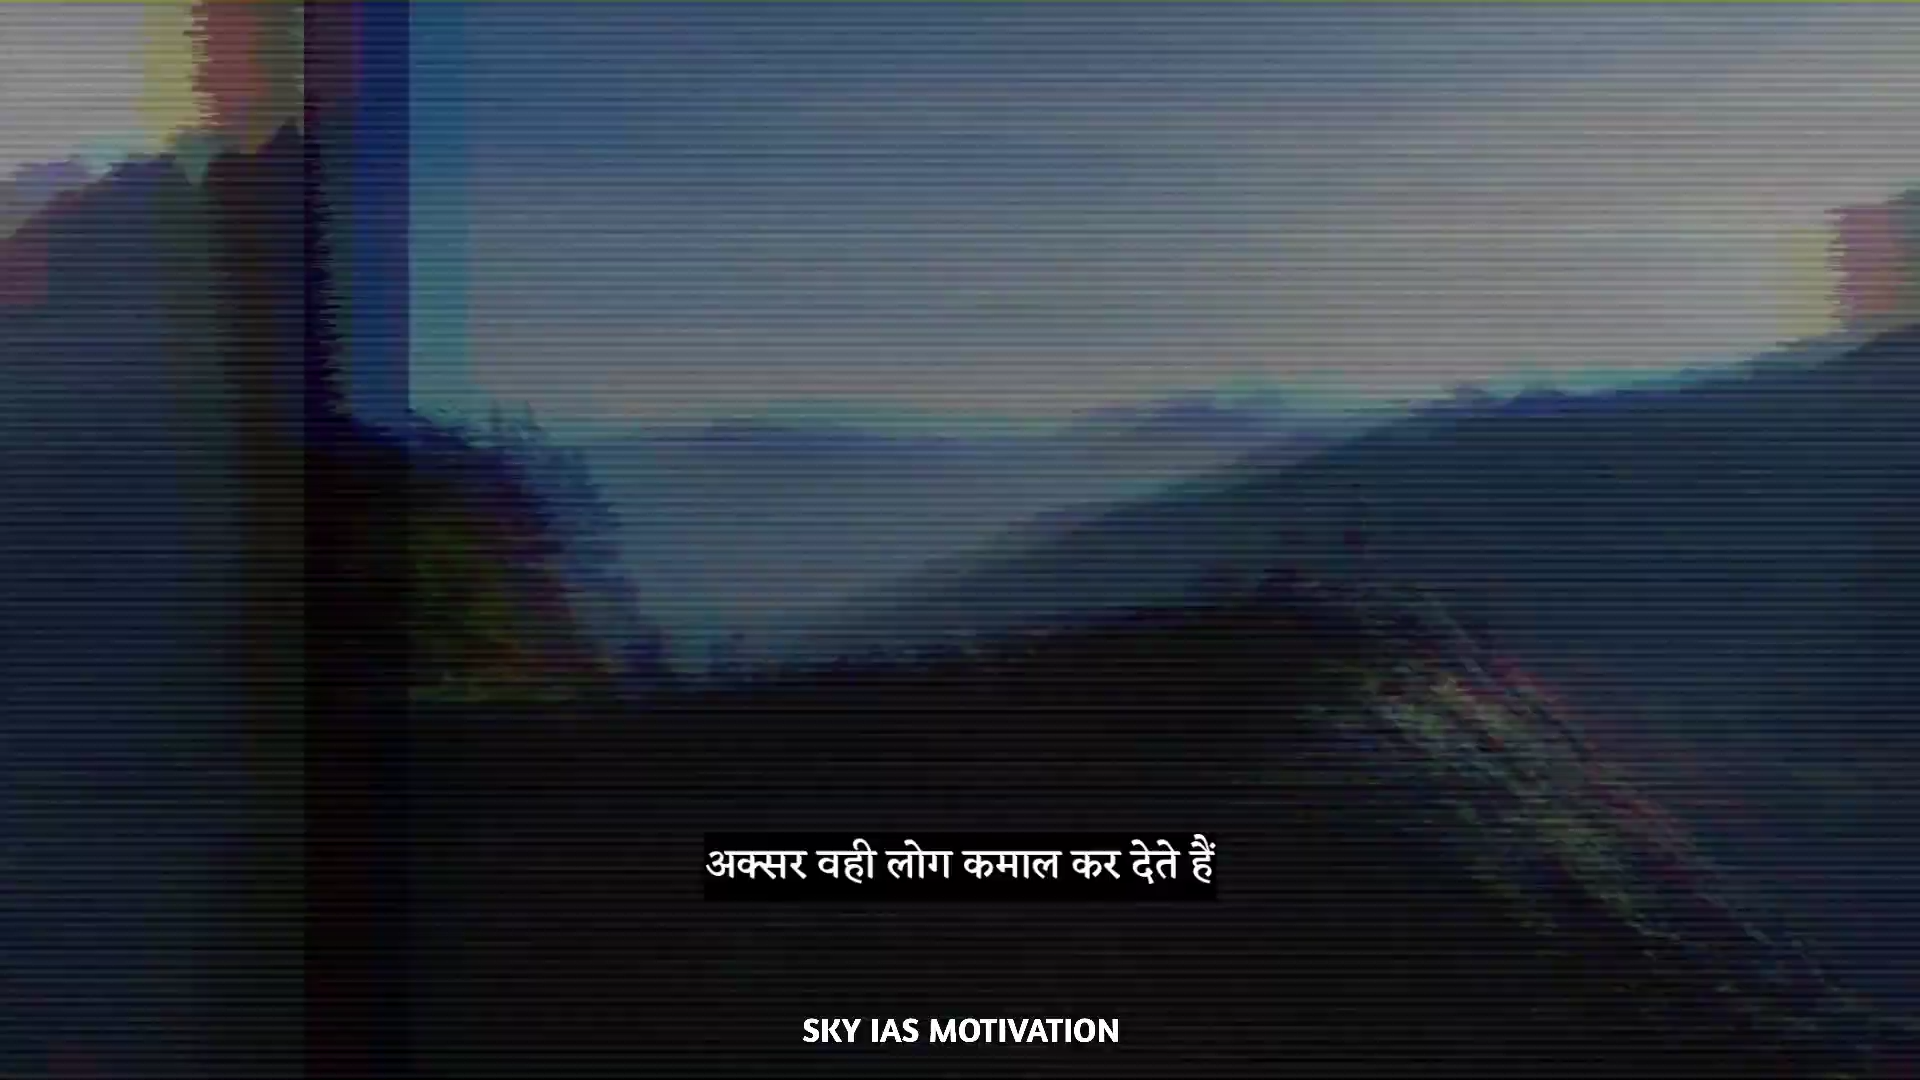 अक्सर वही लोग कमाल कर देते हैं
SKY IAS MOTIVATION